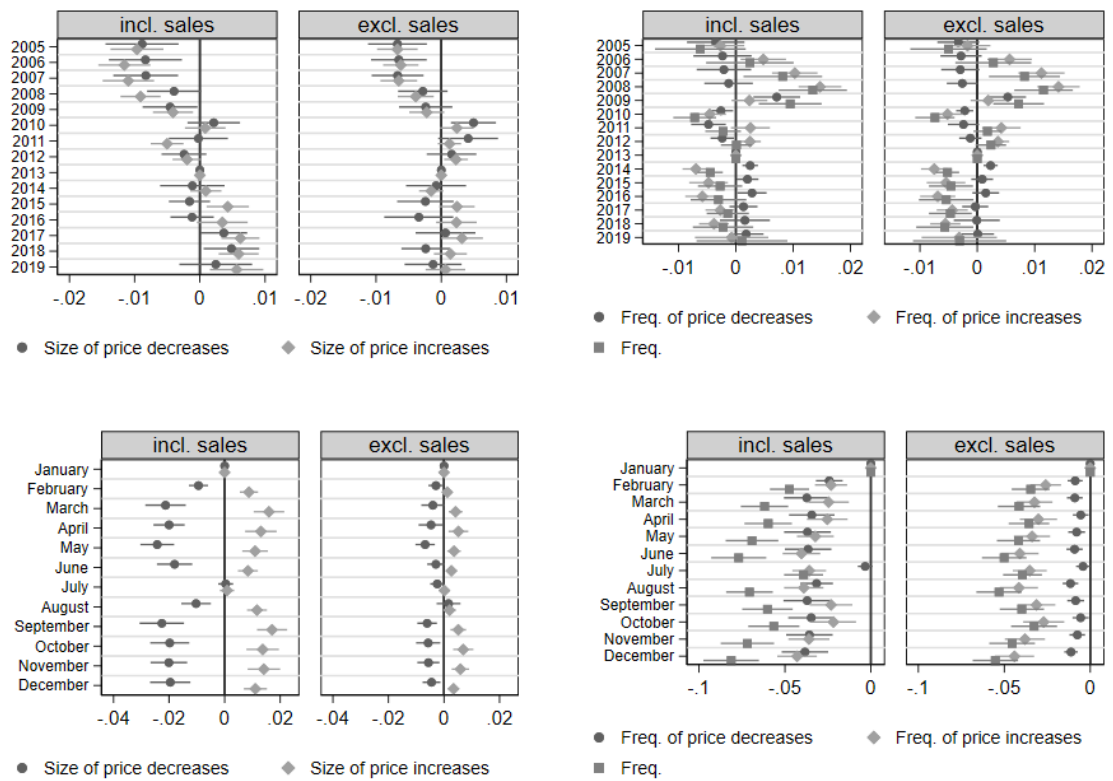 incl. sales excl. sales
2005
2006
2007
2008
2009
2010
2011
2012
2013
2014
2015
2016
2017
2018
2019
-.02 -.01 0 .01 -.02 -.01 0 .01
Size of price decreases Size of price increases
incl. sales excl. sales
2005
2006
2007
2008
2009
2010
2011
2012
2013
2014
2015
2016
2017
2018
2019
-.01 0 .01 .02 -.01 0 .01 .02
Freq. of price decreases Freq. of price increases
Freq.
incl. sales excl. sales
January
February
March
April
May
June
July
August
September
October
November
December
-.04 -.02 0 .02 -.04 -.02 0 .02
Size of price decreases Size of price increases
incl. sales excl. sales
January
February
March
April
May
June
July
August
September
October
November
December
-.1 -.05 0 -.1 -.05 0
Freq. of price decreases Freq. of price increases
Freq.